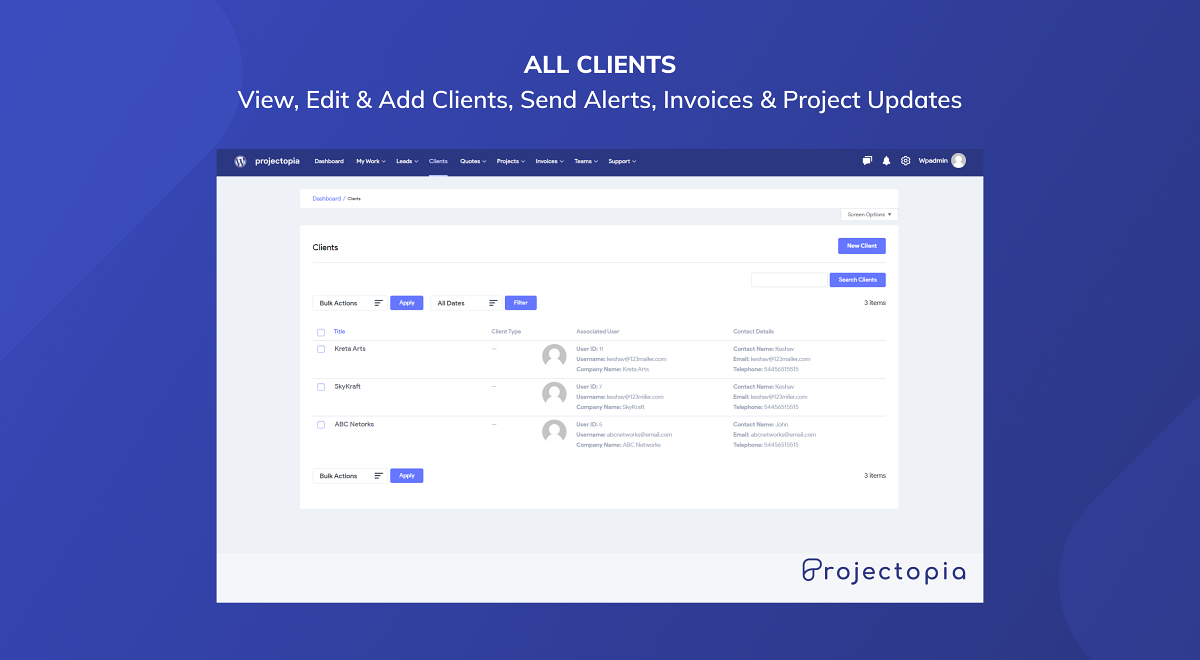 ALL CLIENTS
View, Edit & Add Clients, Send Alerts, Invoices & Project Updates
projectopia Dashboard My Work Leads Clients Quotes Projects Invoices Teams Support Wpadmin
Dashboard / Clients
Screen Options
Clients New Client
Search Clients
Bulk Actions Apply All Dates Filter 3 items
Title Client Type Associated User Contact Details
Kreta Arts — User ID: 11 Contact Name: Keshav
Username: keshav@123mailer.com Email: keshav@123mailer.com
Company Name: Kreta Arts Telephone: 54456515515
SkyKraft — User ID: 7 Contact Name: Keshav
Username: keshav@123miler.com Email: keshav@123miler.com
Company Name: SkyKraft Telephone: 54456515515
ABC Netorks — User ID: 6 Contact Name: John
Username: abcnetworks@email.com Email: abcnetworks@email.com
Company Name: ABC Networks Telephone: 54456515515
Bulk Actions Apply 3 items
Projectopia